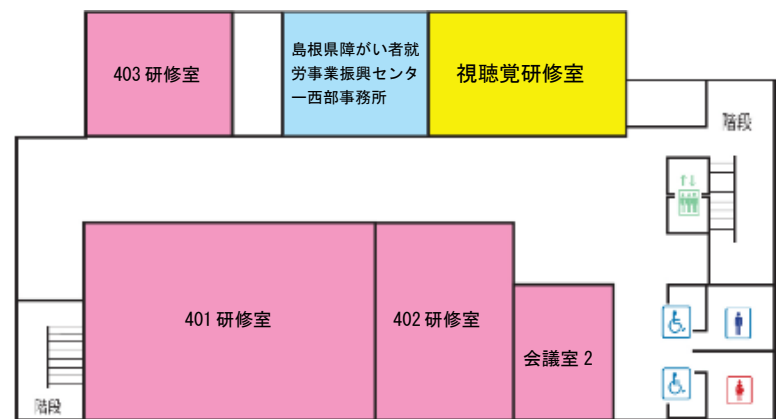 403 研修室
島根県障がい者就
労事業振興センタ
ー西部事務所
視聴覚研修室
階段
401 研修室
402 研修室
会議室 2
階段